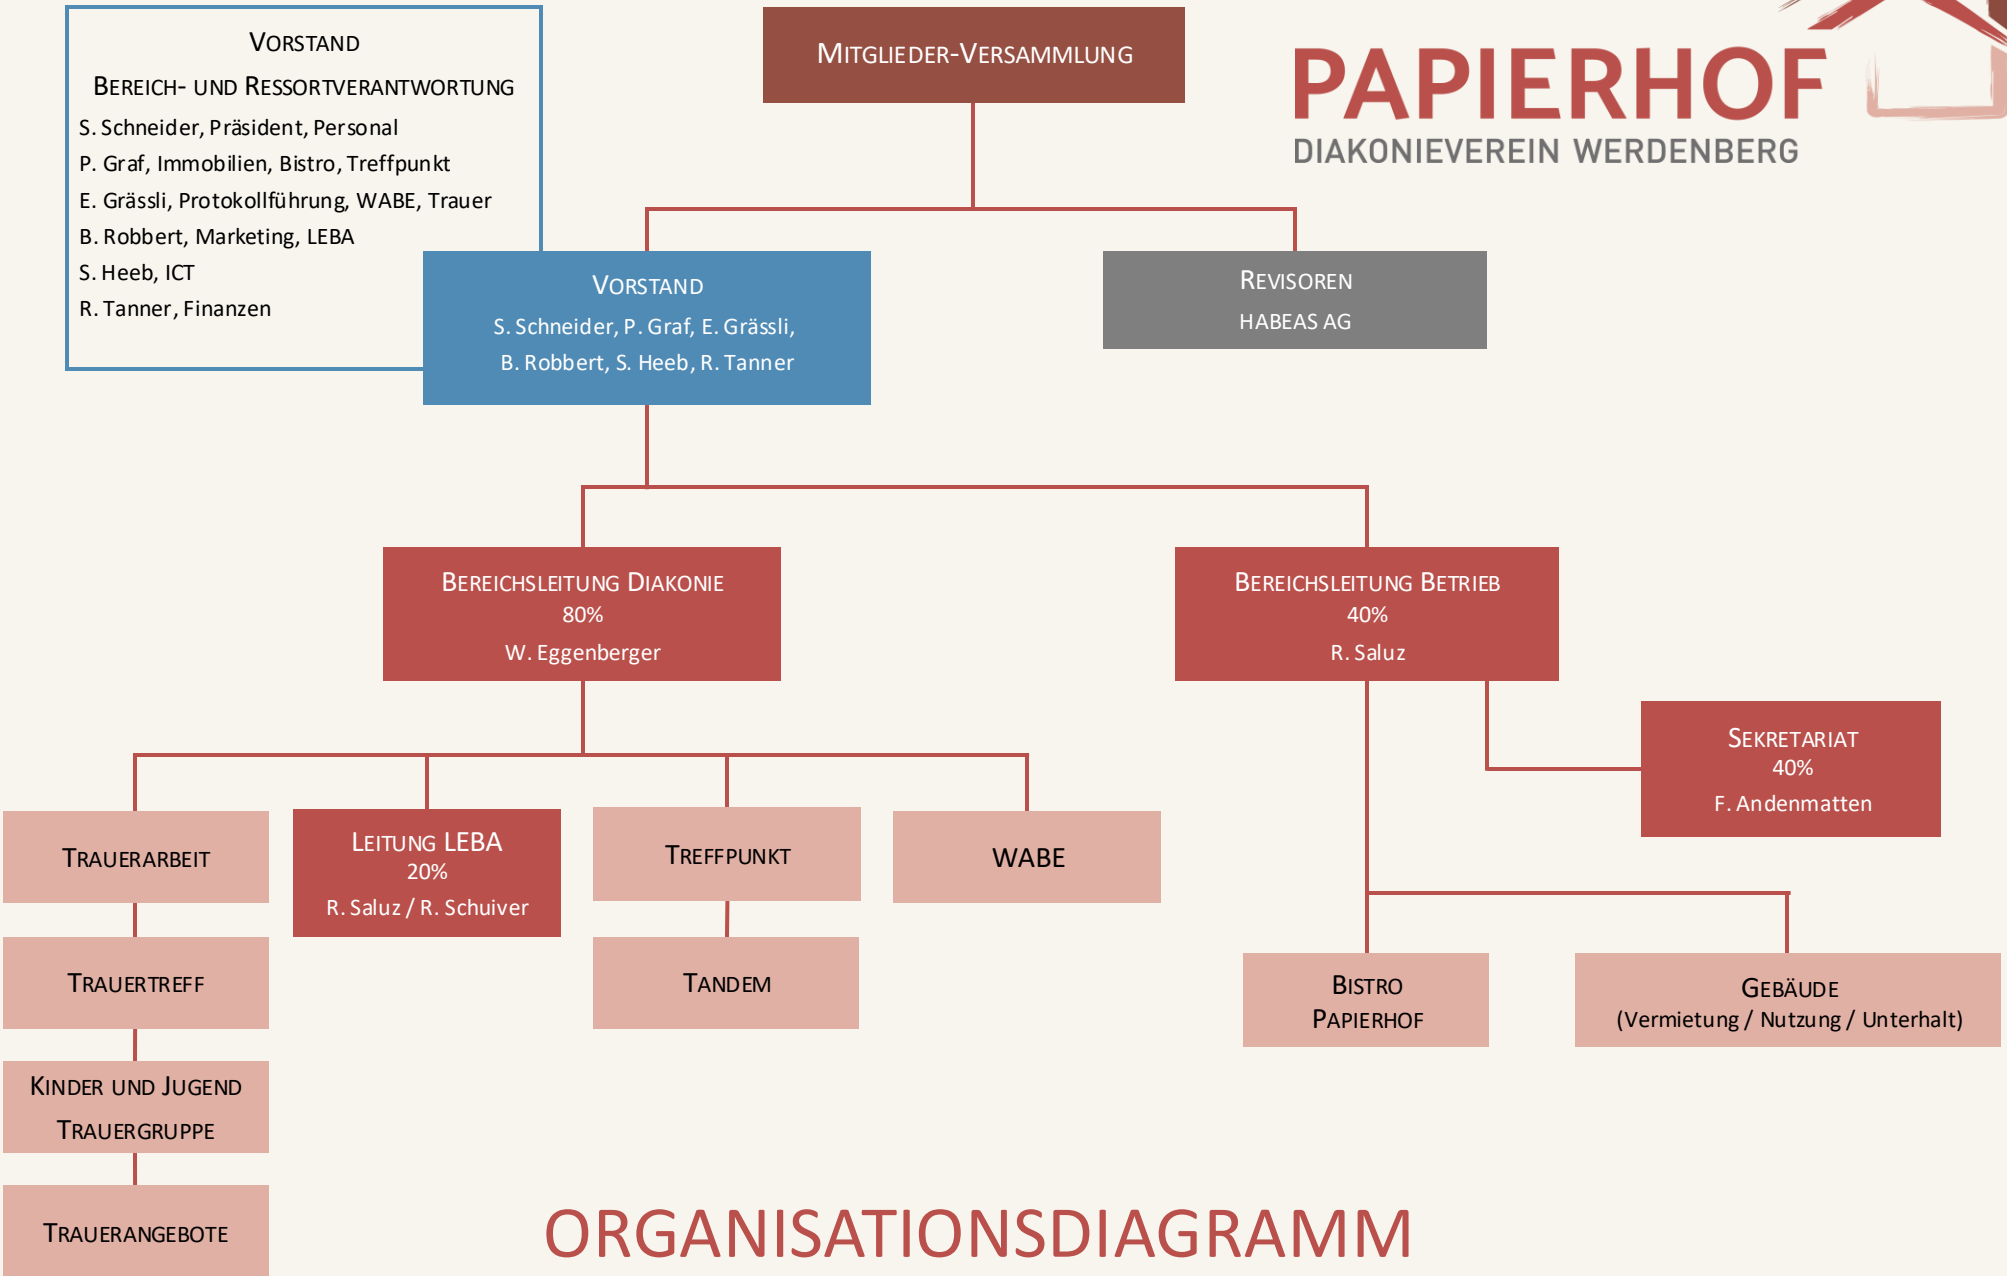 VORSTAND
BEREICH- UND RESSORTVERANTWORTUNG
S. Schneider, Präsident, Personal
P. Graf, Immobilien, Bistro, Treffpunkt
E. Grässli, Protokollführung, WABE, Trauer
B. Robbert, Marketing, LEBA
S. Heeb, ICT
R. Tanner, Finanzen
MITGLIEDER-VERSAMMLUNG
PAPIERHOF
DIAKONIEVEREIN WERDENBERG
VORSTAND
S. Schneider, P. Graf, E. Grässli,
B. Robbert, S. Heeb, R. Tanner
REVISOREN
HABEAS AG
BEREICHSLEITUNG DIAKONIE
80%
W. Eggenberger
BEREICHSLEITUNG BETRIEB
40%
R. Saluz
SEKRETARIAT
40%
F. Andenmatten
TRAUERARBEIT
LEITUNG LEBA
20%
R. Saluz / R. Schuiver
TREFFPUNKT
WABE
TRAUERTREFF
TANDEM
BISTRO
PAPIERHOF
GEBÄUDE
(Vermietung / Nutzung / Unterhalt)
KINDER UND JUGEND
TRAUERGRUPPE
TRAUERANGEBOTE
ORGANISATIONSDIAGRAMM